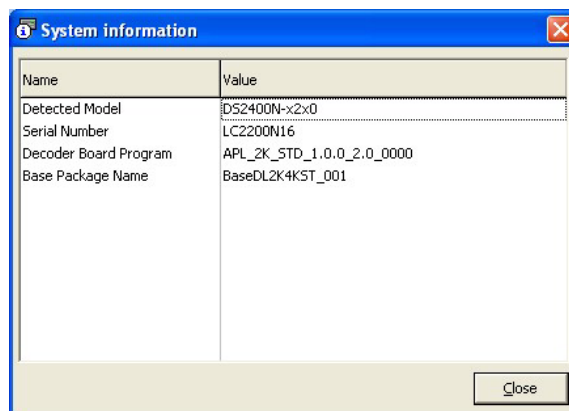 System information
Name Value
Detected Model DS2400N-x2x0
Serial Number LC2200N16
Decoder Board Program APL_2K_STD_1.0.0_2.0_0000
Base Package Name BaseDL2K4KST_001
Close